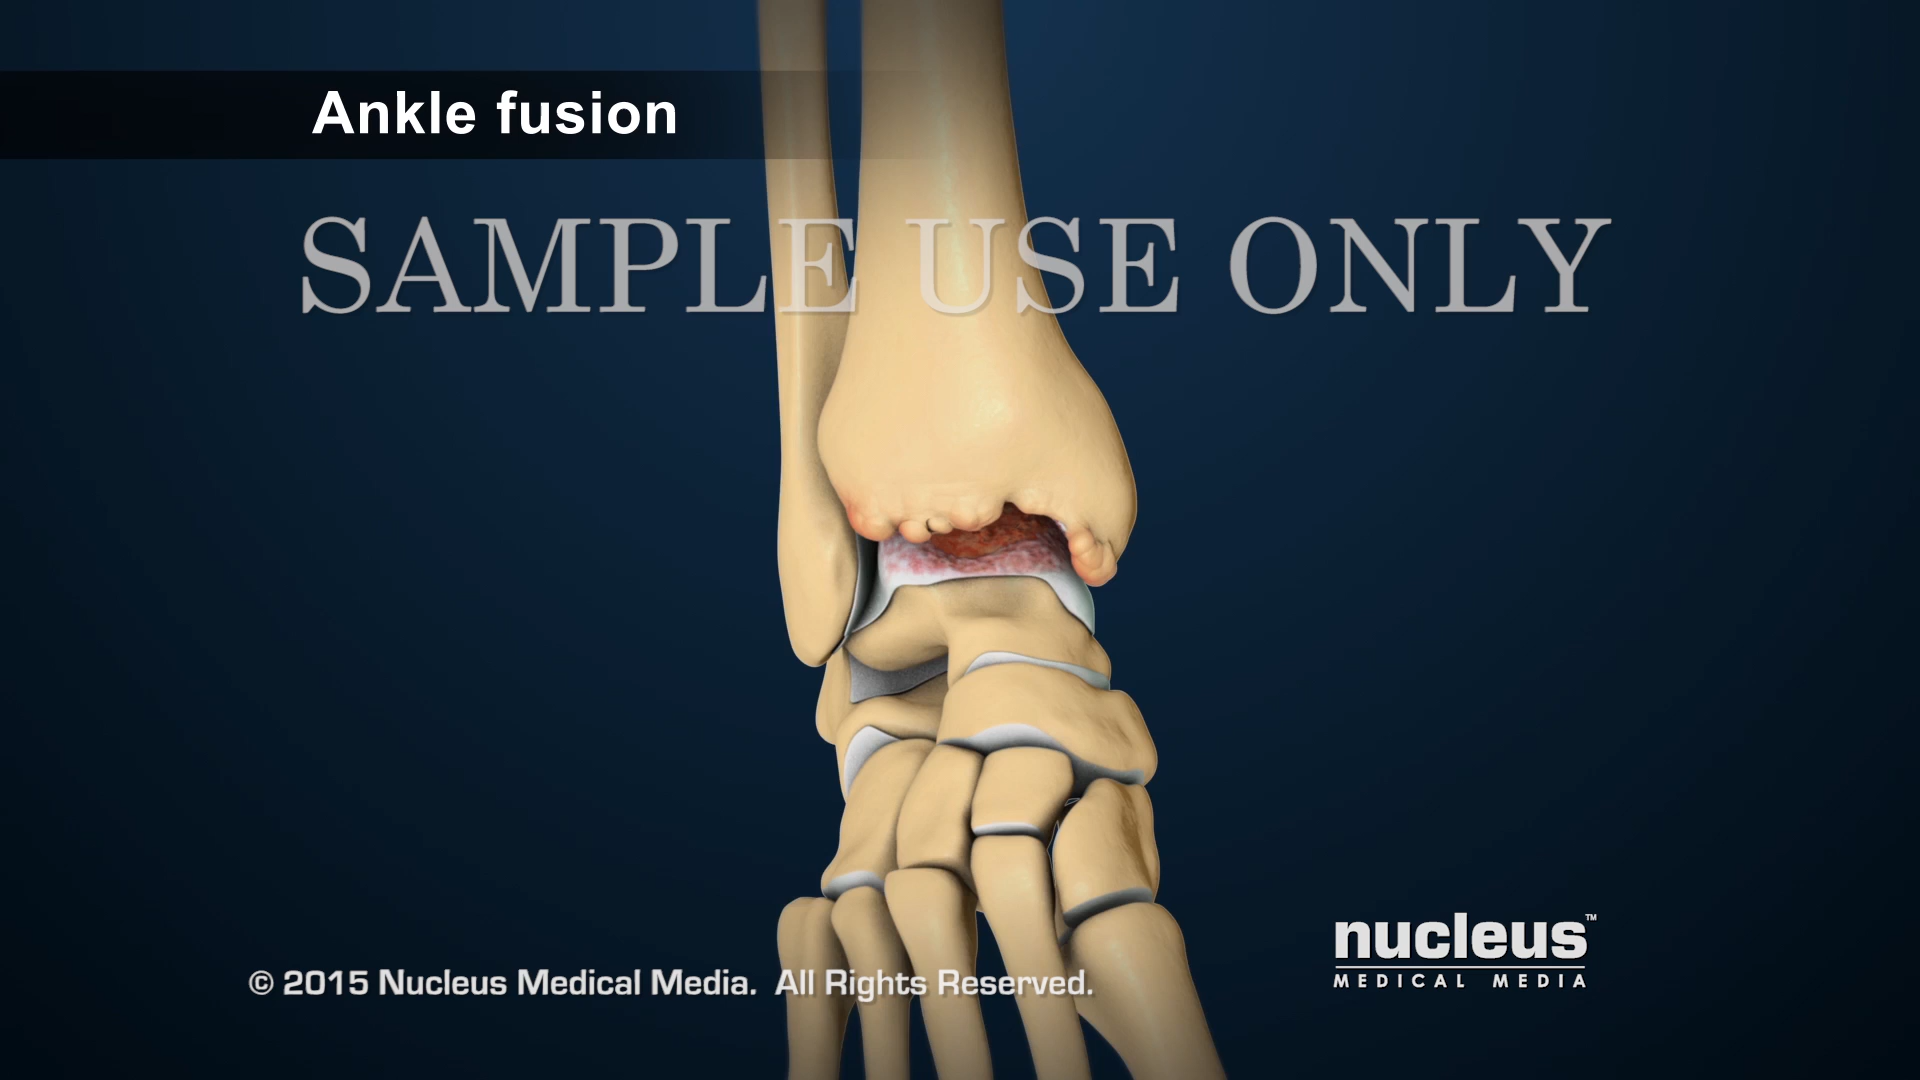 Ankle fusion
SAMPLE USE ONLY
nucleus™
MEDICAL MEDIA
© 2015 Nucleus Medical Media. All Rights Reserved.